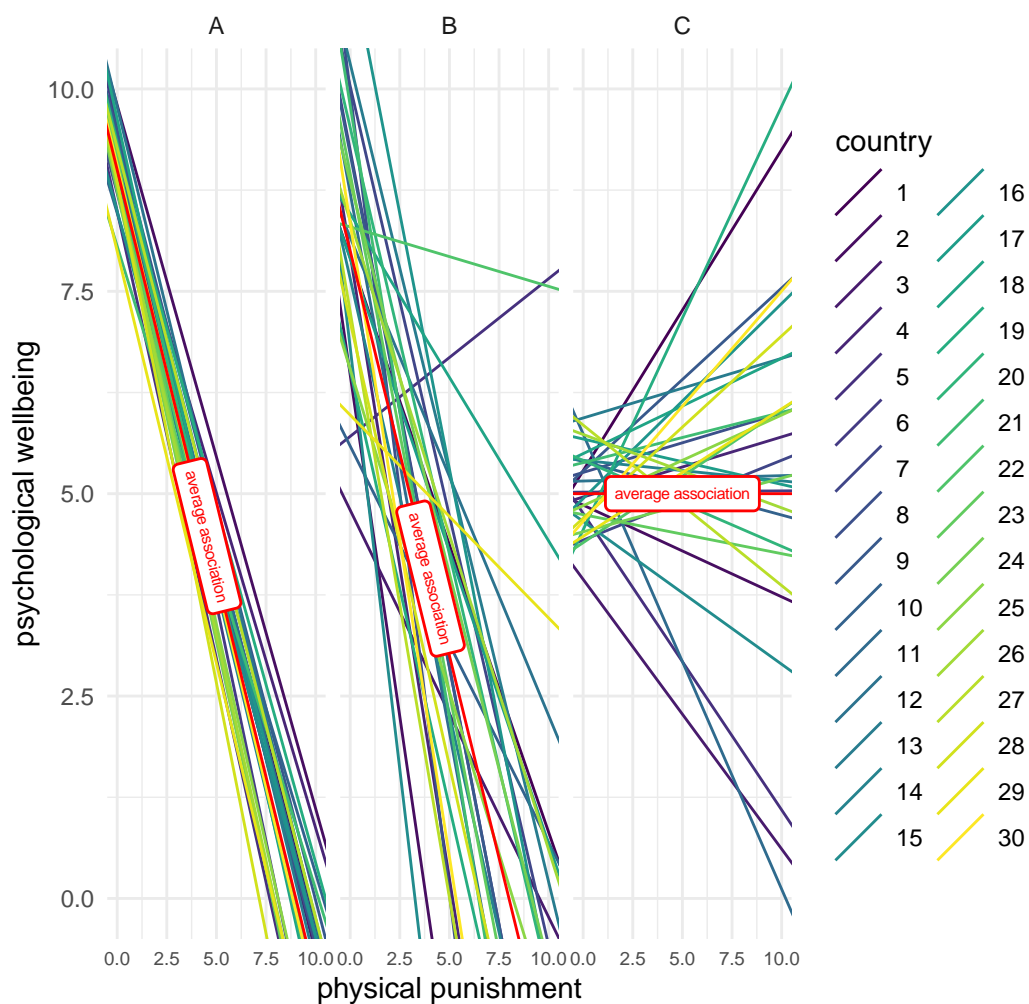 A B C
psychological wellbeing
10.0
7.5
5.0
2.5
0.0
average association
average association
average association
0.0 2.5 5.0 7.5 10.0 0.0 2.5 5.0 7.5 10.0 0.0 2.5 5.0 7.5 10.0
physical punishment
country
1 16
2 17
3 18
4 19
5 20
6 21
7 22
8 23
9 24
10 25
11 26
12 27
13 28
14 29
15 30